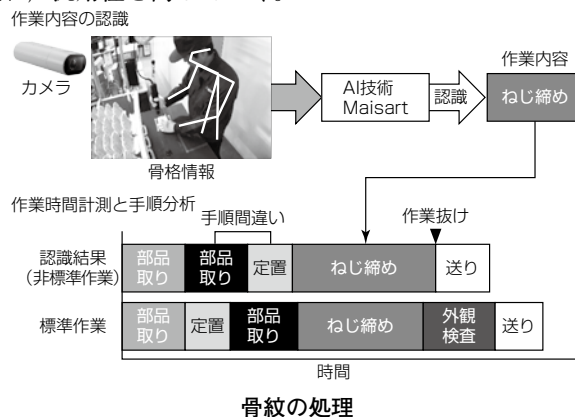 作業内容の認識
カメラ
骨格情報
AI技術
Maisart
認識
作業内容
ねじ締め
作業時間計測と手順分析
手順間違い
作業抜け
認識結果
(非標準作業)
部品
取り
部品
取り
定置
ねじ締め
送り
標準作業
部品
取り
定置
部品
取り
ねじ締め
外観
検査
送り
時間
骨紋の処理